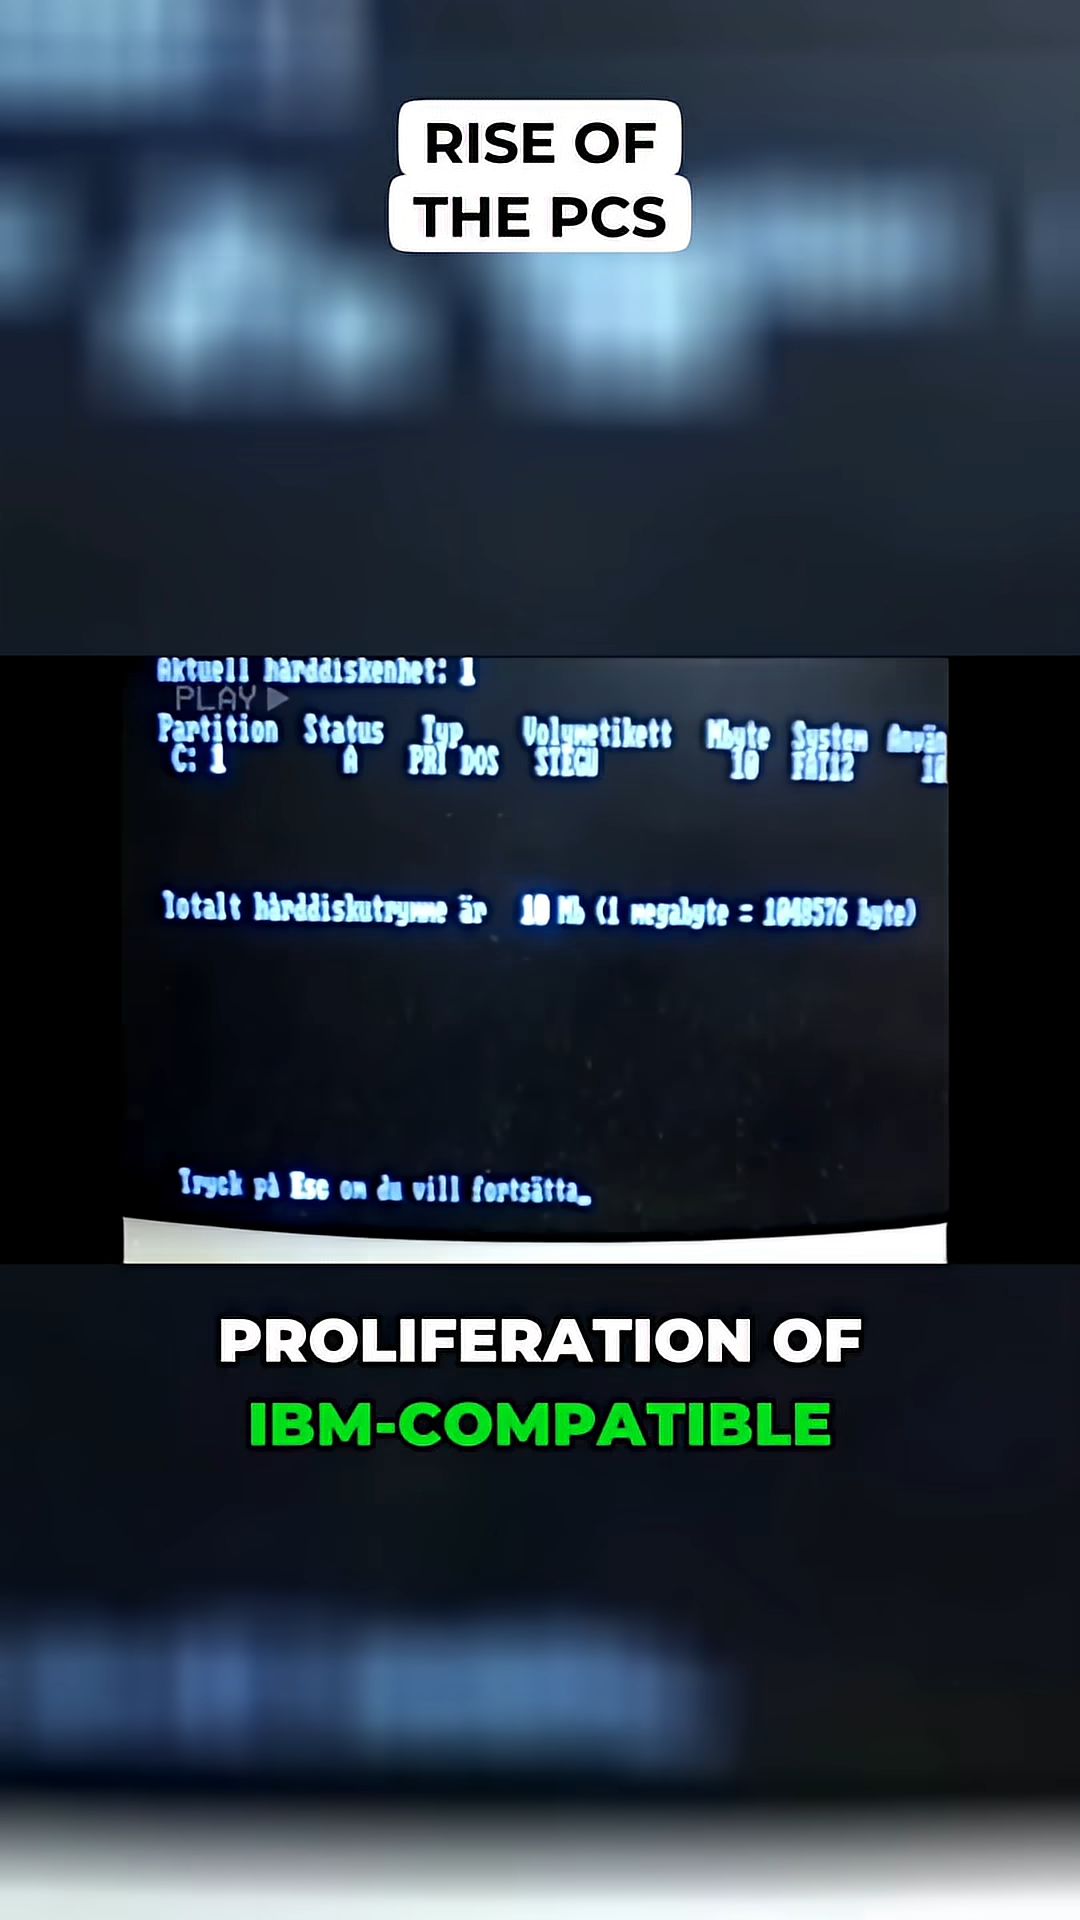 RISE OF
THE PCS
Aktuell hårddiskenhet: 1
PLAY
Partition Status Typ Volymetikett Mbyte System Använ
C: 1 A PRI DOS STEGU 10 FAT12 10
Totalt hårddiskutrymme är 10 Mb (1 megabyte = 1048576 byte)
Tryck på Esc om du vill fortsätta_
PROLIFERATION OF
IBM-COMPATIBLE